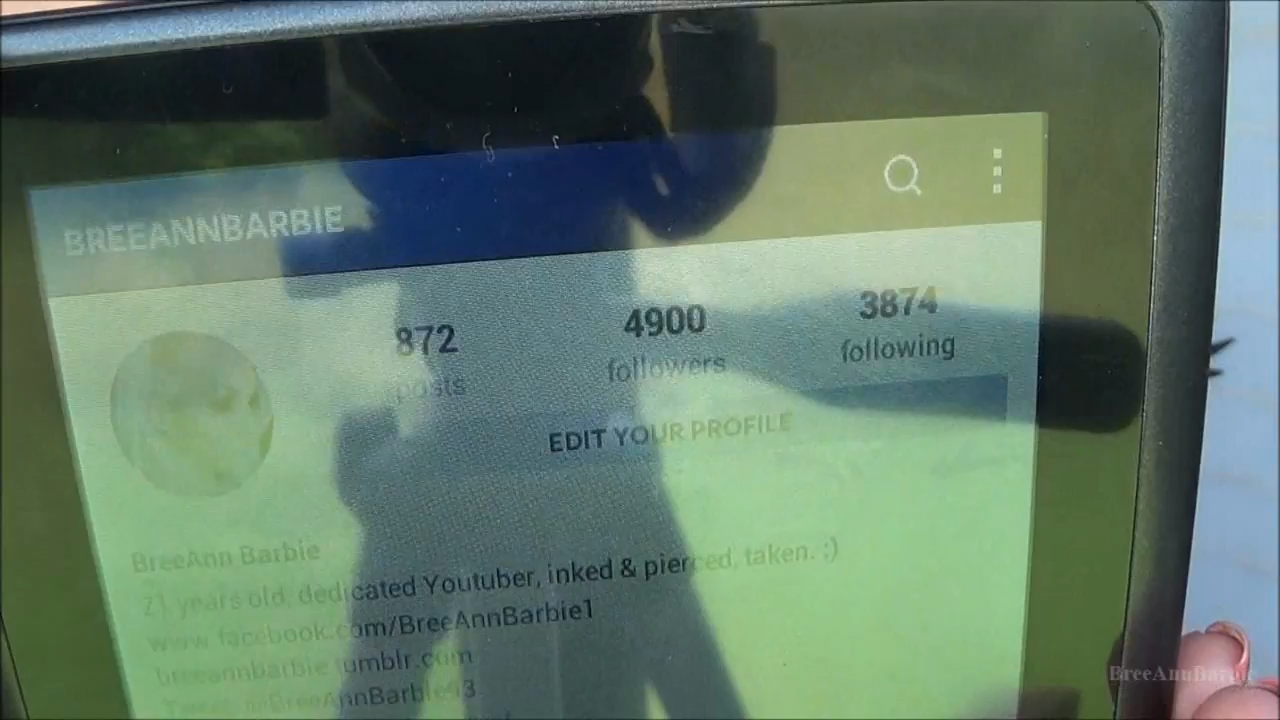 BREEANNBARBIE
872 4900 3874
posts followers following
EDIT YOUR PROFILE
BreeAnn Barbie
21 years old, dedicated Youtuber, inked & pierced, taken. :)
www.facebook.com/BreeAnnBarbie1
breeannbarbie.tumblr.com
BreeAnnBar